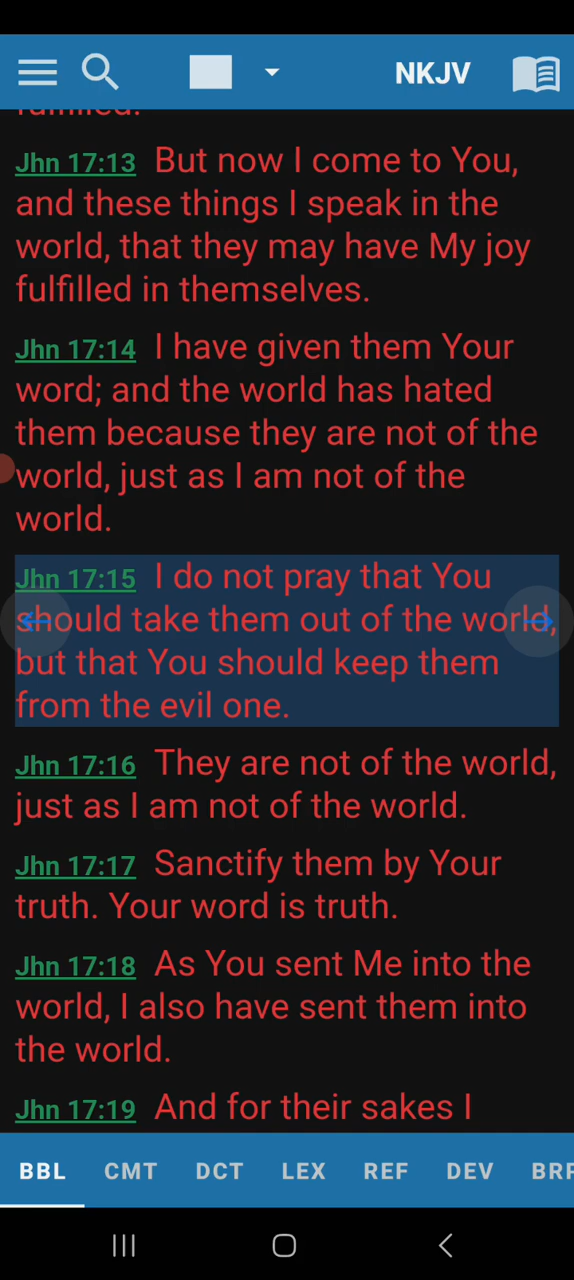 NKJV
fulfilled.
Jhn 17:13 But now I come to You,
and these things I speak in the
world, that they may have My joy
fulfilled in themselves.
Jhn 17:14 I have given them Your
word; and the world has hated
them because they are not of the
world, just as I am not of the
world.
Jhn 17:15 I do not pray that You
should take them out of the world,
but that You should keep them
from the evil one.
Jhn 17:16 They are not of the world,
just as I am not of the world.
Jhn 17:17 Sanctify them by Your
truth. Your word is truth.
Jhn 17:18 As You sent Me into the
world, I also have sent them into
the world.
Jhn 17:19 And for their sakes I
BBL CMT DCT LEX REF DEV